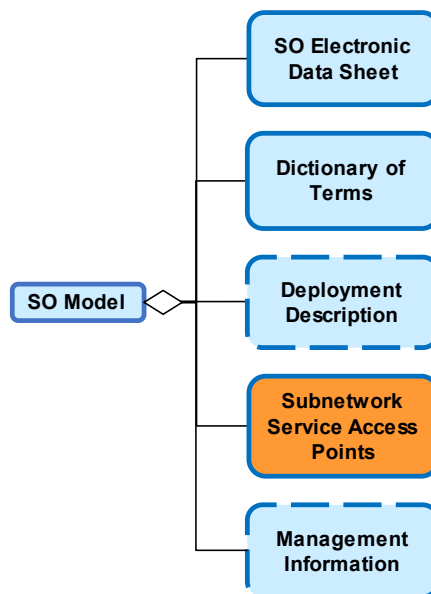 SO Electronic
Data Sheet
Dictionary of
Terms
SO Model
Deployment
Description
Subnetwork
Service Access
Points
Management
Information